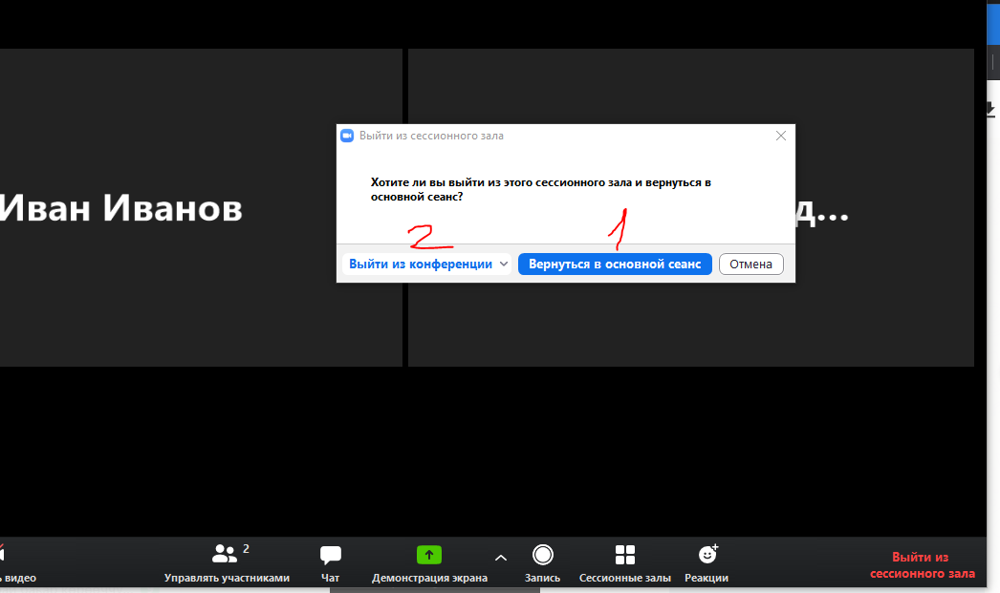 Выйти из сессионного зала
Хотите ли вы выйти из этого сессионного зала и вернуться в
основной сеанс?
Иван Иванов
д...
2
1
Выйти из конференции
Вернуться в основной сеанс
Отмена
2
ь видео
Управлять участниками
Чат
Демонстрация экрана
Запись
Сессионные залы
Реакции
Выйти из
сессионного зала